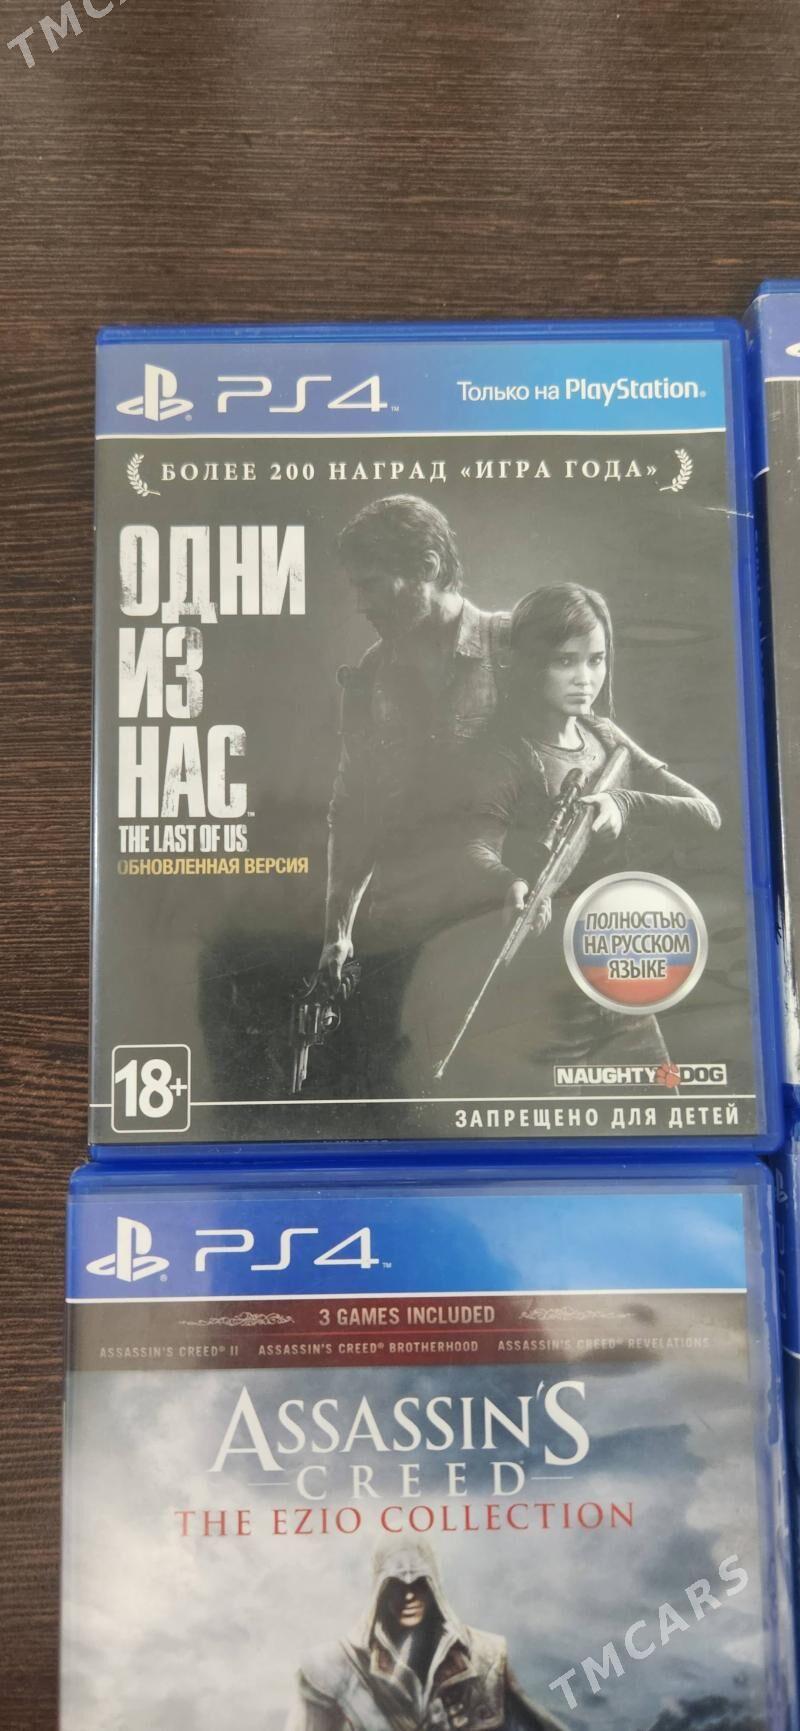 TMCA
PS4
Только на PlayStation
БОЛЕЕ 200 НАГРАД «ИГРА ГОДА»
ОДНИ
ИЗ
НАС
THE LAST OF US
ОБНОВЛЕННАЯ ВЕРСИЯ
ПОЛНОСТЬЮ
НА РУССКОМ
ЯЗЫКЕ
NAUGHTY DOG
18+
ЗАПРЕЩЕНО ДЛЯ ДЕТЕЙ
PS4
3 GAMES INCLUDED
ASSASSIN'S CREED® II ASSASSIN'S CREED® BROTHERHOOD ASSASSIN'S CREED® REVELATIONS
ASSASSIN'S
CREED
THE EZIO COLLECTION
TMCARS